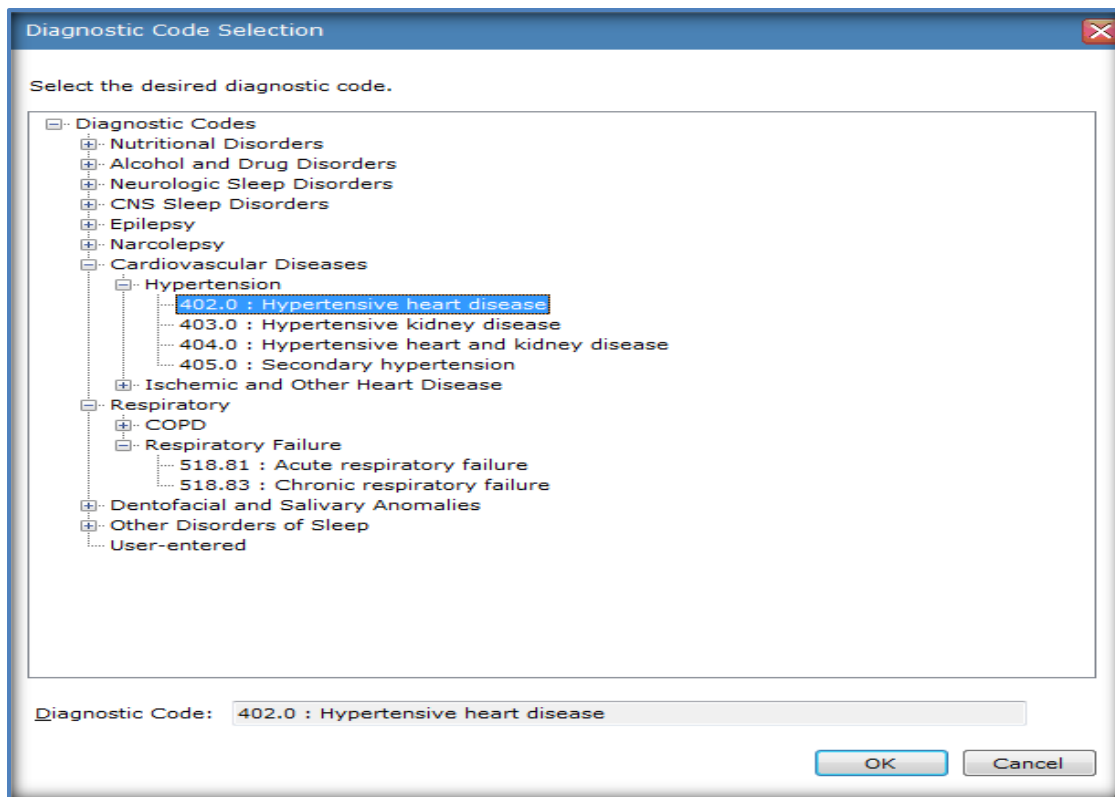 Diagnostic Code Selection
Select the desired diagnostic code.
Diagnostic Codes
Nutritional Disorders
Alcohol and Drug Disorders
Neurologic Sleep Disorders
CNS Sleep Disorders
Epilepsy
Narcolepsy
Cardiovascular Diseases
Hypertension
402.0 : Hypertensive heart disease
403.0 : Hypertensive kidney disease
404.0 : Hypertensive heart and kidney disease
405.0 : Secondary hypertension
Ischemic and Other Heart Disease
Respiratory
COPD
Respiratory Failure
518.81 : Acute respiratory failure
518.83 : Chronic respiratory failure
Dentofacial and Salivary Anomalies
Other Disorders of Sleep
User-entered
Diagnostic Code: 402.0 : Hypertensive heart disease
OK Cancel